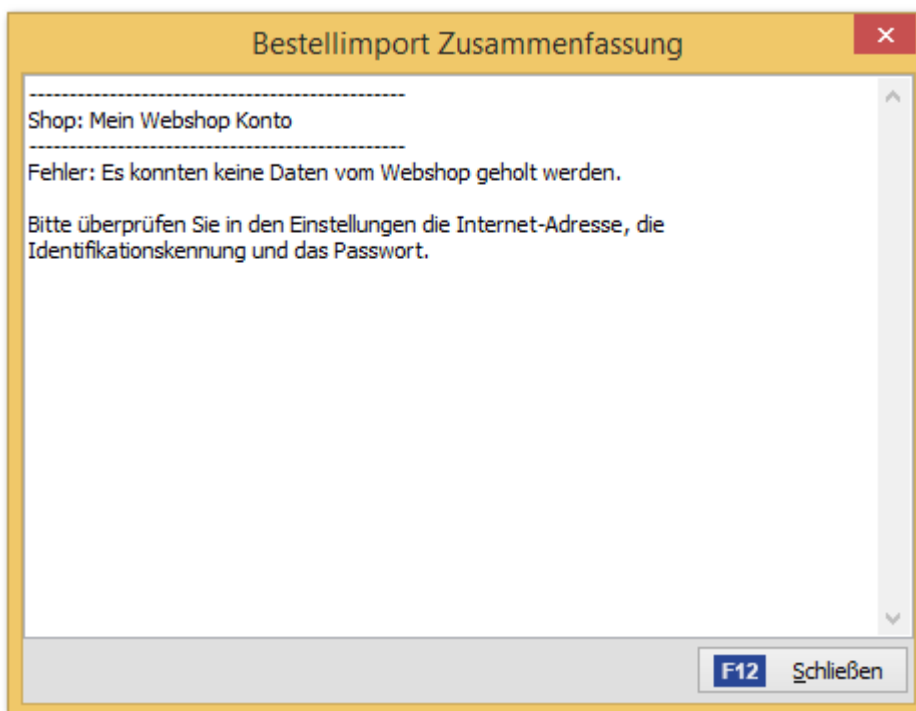 Bestellimport Zusammenfassung
-----------------------------------------------
Shop: Mein Webshop Konto
-----------------------------------------------
Fehler: Es konnten keine Daten vom Webshop geholt werden.
Bitte überprüfen Sie in den Einstellungen die Internet-Adresse, die
Identifikationskennung und das Passwort.
F12 Schließen